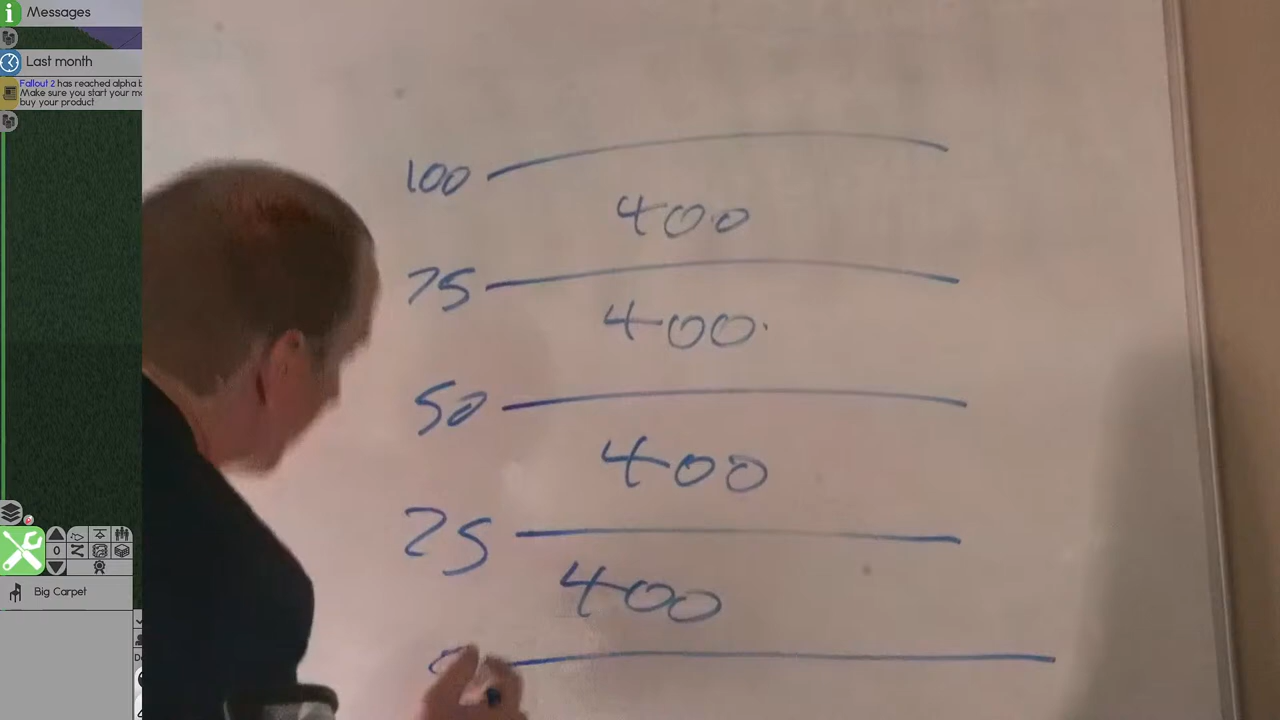 Messages
Last month
Fallout 2 has reached alpha
Make sure you start your
buy your product
0
Big Carpet
100
400
75
400.
50
400
25
400